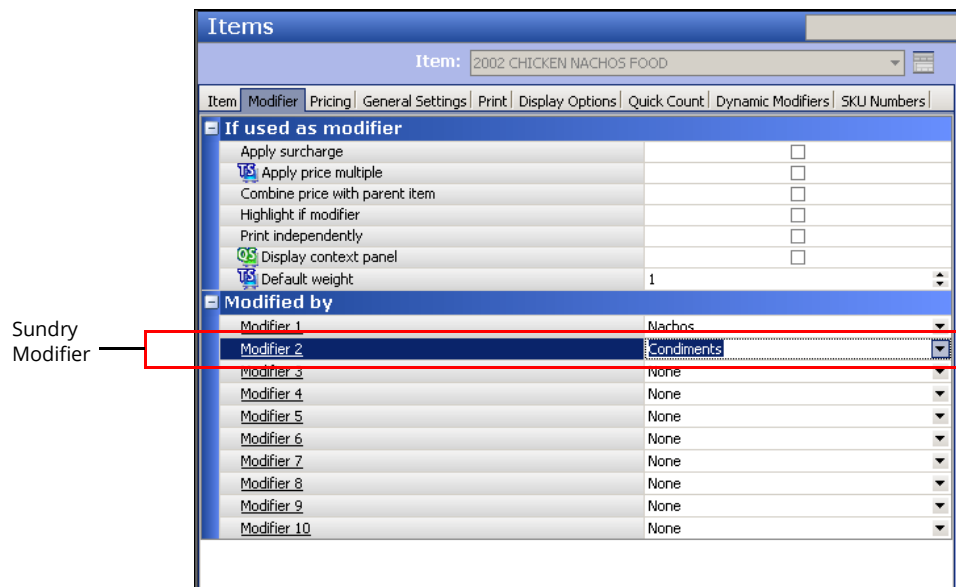 Items
Item: 2002 CHICKEN NACHOS FOOD
Item Modifier Pricing General Settings Print Display Options Quick Count Dynamic Modifiers SKU Numbers
If used as modifier
Apply surcharge
TS Apply price multiple
Combine price with parent item
Highlight if modifier
Print independently
QS Display context panel
TS Default weight 1
Modified by
Modifier 1 Nachos
Sundry
Modifier
Modifier 2 Condiments
Modifier 3 None
Modifier 4 None
Modifier 5 None
Modifier 6 None
Modifier 7 None
Modifier 8 None
Modifier 9 None
Modifier 10 None